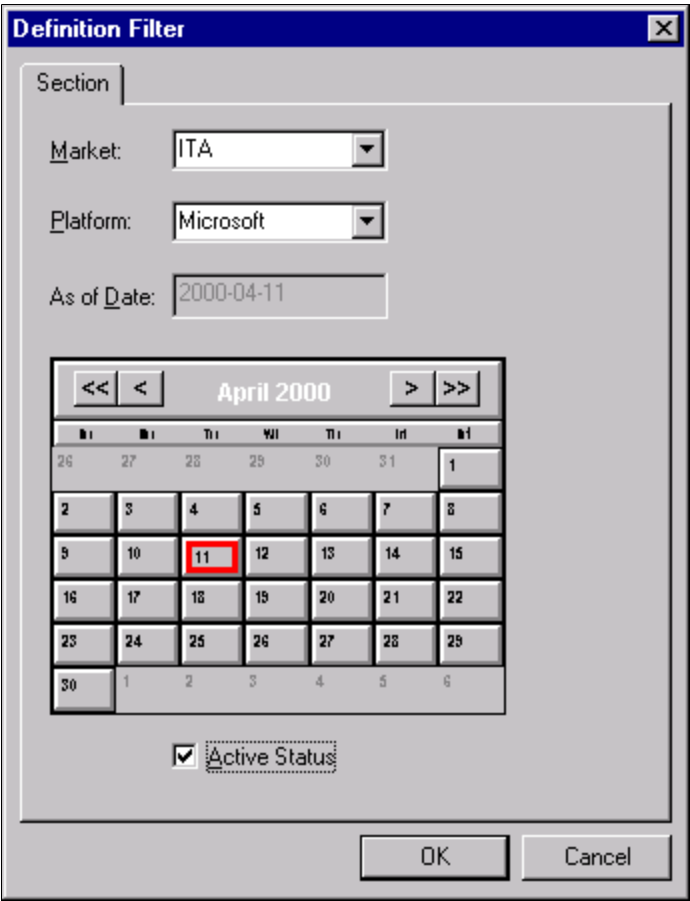 Definition Filter
Section
Market: ITA
Platform: Microsoft
As of Date: 2000-04-11
<< < April 2000 > >>
26 27 28 29 30 31 1
2 3 4 5 6 7 8
9 10 11 12 13 14 15
16 17 18 19 20 21 22
23 24 25 26 27 28 29
30 1 2 3 4 5 6
Active Status
OK Cancel